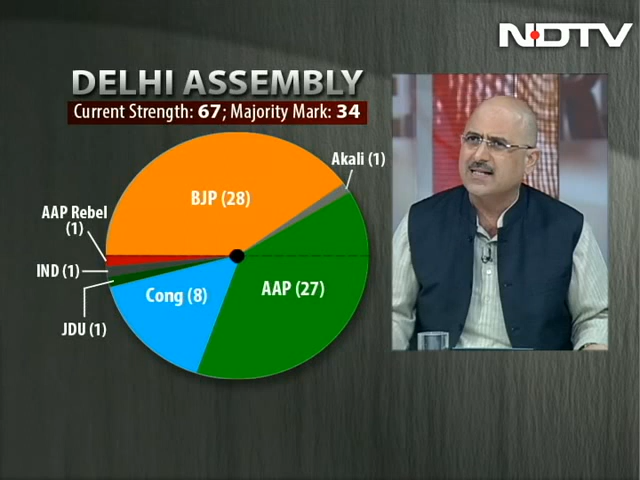 NDTV
DELHI ASSEMBLY
Current Strength: 67; Majority Mark: 34
Akali (1)
BJP (28)
AAP Rebel
(1)
IND (1)
AAP (27)
Cong (8)
JDU (1)